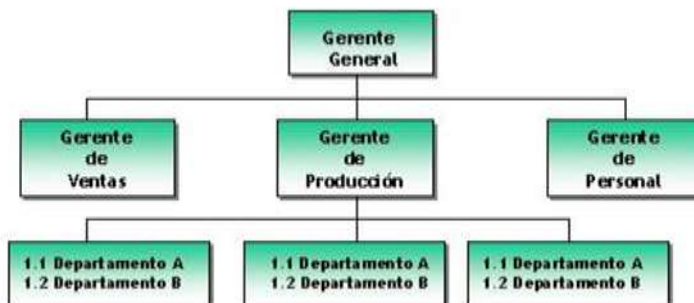 Gerente
General
Gerente
de
Ventas
Gerente
de
Producción
Gerente
de
Personal
1.1 Departamento A
1.2 Departamento B
1.1 Departamento A
1.2 Departamento B
1.1 Departamento A
1.2 Departamento B